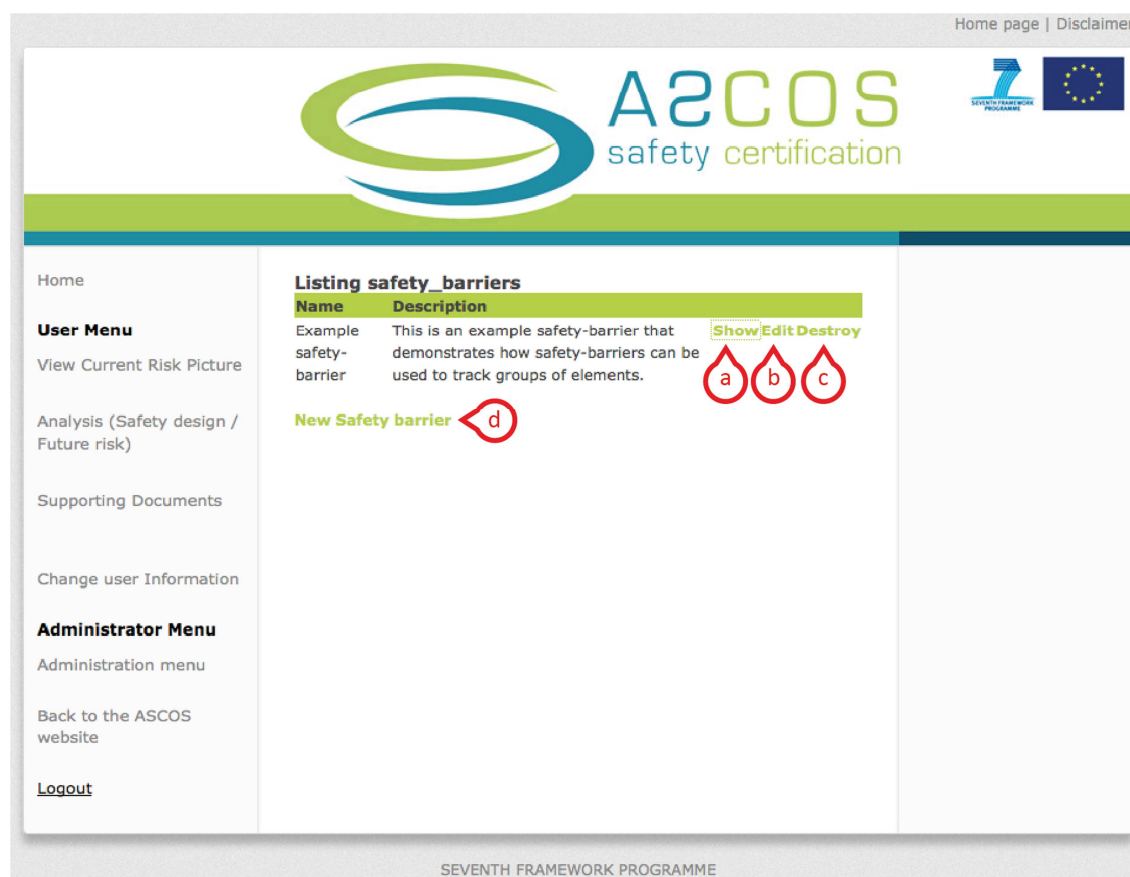 Home page | Disclaimer
ASCOS
safety certification
SEVENTH FRAMEWORK
PROGRAMME
Home
User Menu
View Current Risk Picture
Analysis (Safety design /
Future risk)
Supporting Documents
Change user Information
Administrator Menu
Administration menu
Back to the ASCOS
website
Logout
Listing safety_barriers
Name Description
Example This is an example safety-barrier that Show Edit Destroy
safety- demonstrates how safety-barriers can be
barrier used to track groups of elements.
a b c
New Safety barrier d
SEVENTH FRAMEWORK PROGRAMME